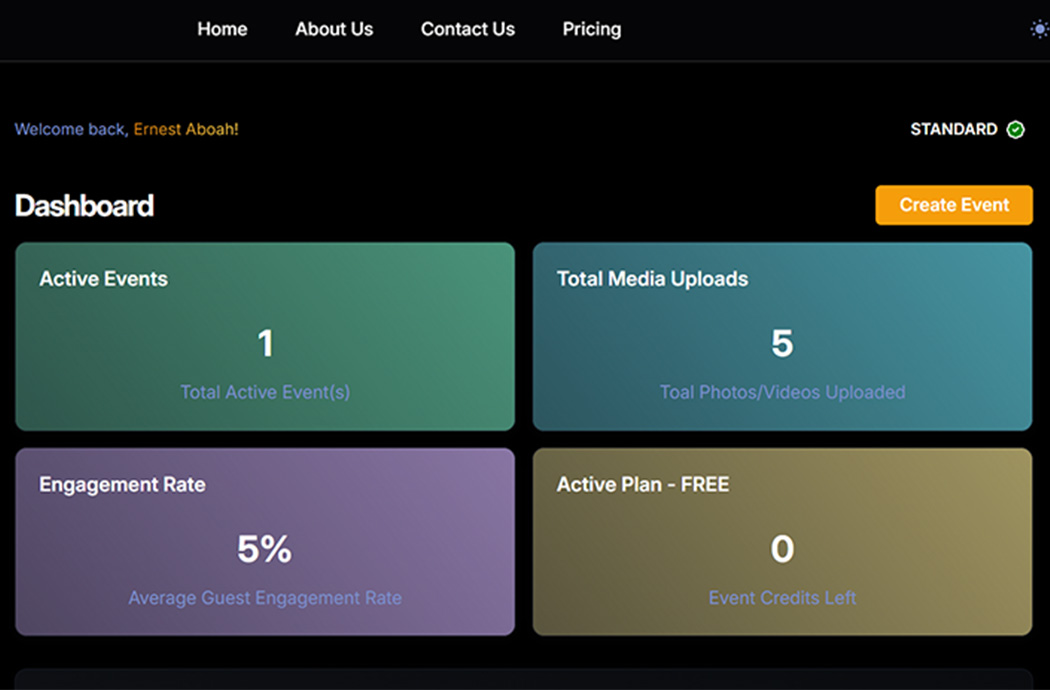 Home About Us Contact Us Pricing
Welcome back, Ernest Aboah!
STANDARD
Dashboard
Create Event
Active Events
1
Total Active Event(s)
Total Media Uploads
5
Toal Photos/Videos Uploaded
Engagement Rate
5%
Average Guest Engagement Rate
Active Plan - FREE
0
Event Credits Left